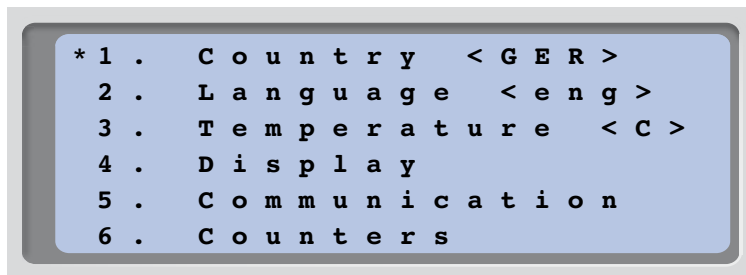 *1. Country <GER>
2. Language <eng>
3. Temperature <C>
4. Display
5. Communication
6. Counters